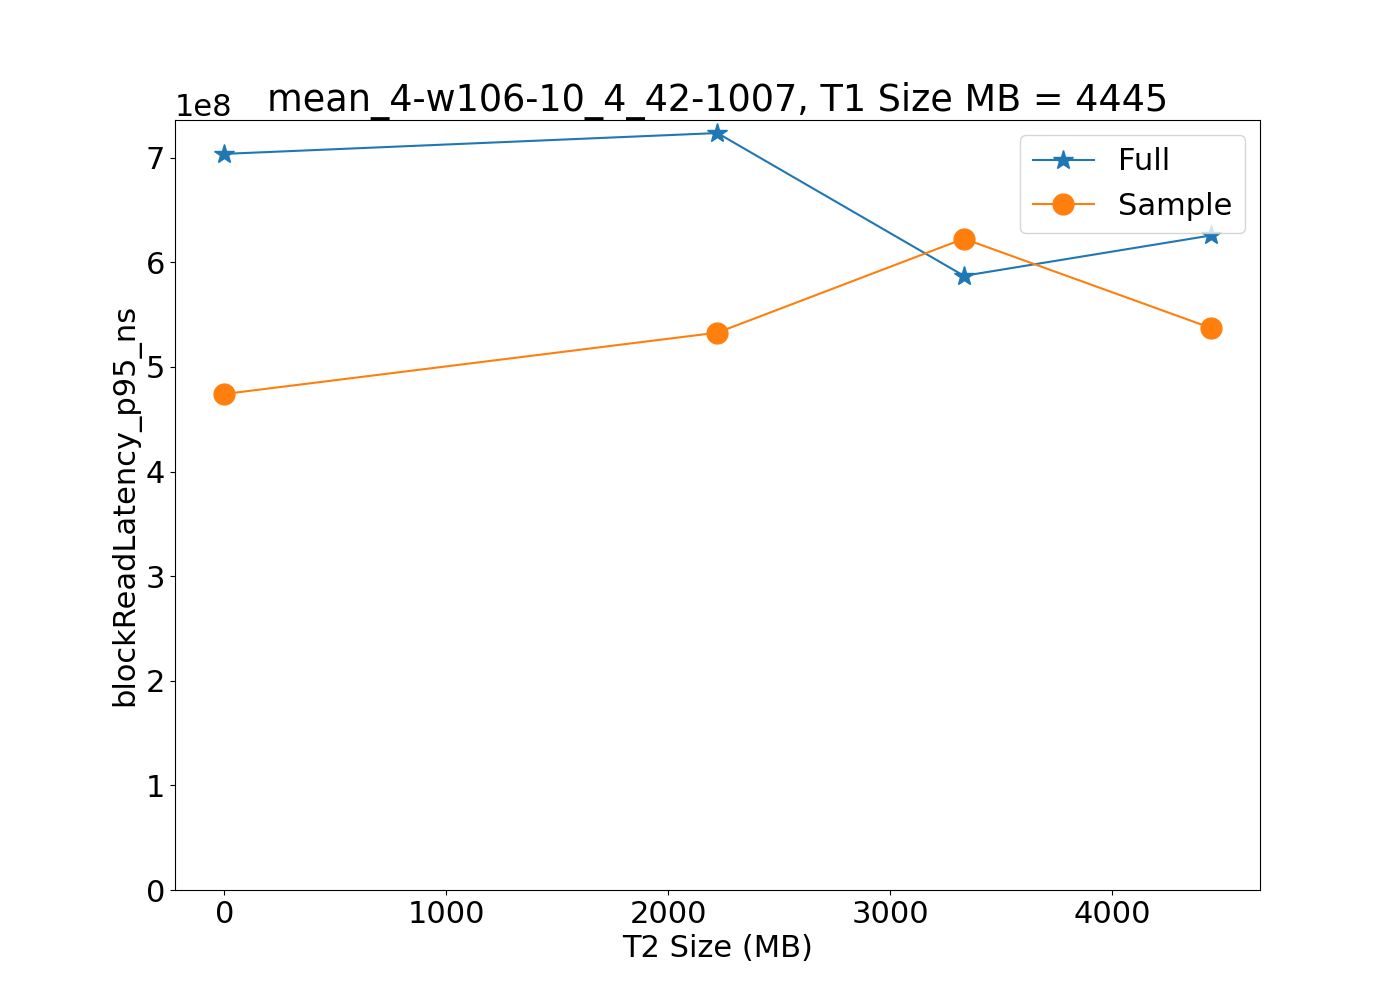 1e8
mean_4-w106-10_4_42-1007, T1 Size MB = 4445
Full
Sample
7
6
5
4
3
2
1
0
blockReadLatency_p95_ns
0 1000 2000 3000 4000
T2 Size (MB)